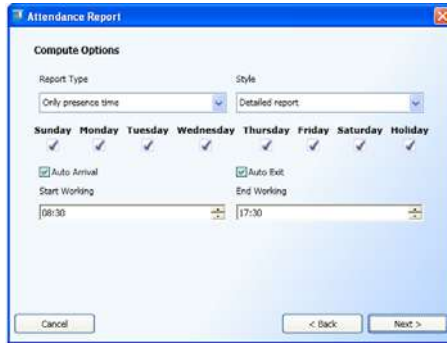 Attendance Report
Compute Options
Report Type Style
Only presence time Detailed report
Sunday Monday Tuesday Wednesday Thursday Friday Saturday Holiday
Auto Arrival Auto Exit
Start Working End Working
08:30 17:30
Cancel < Back Next >